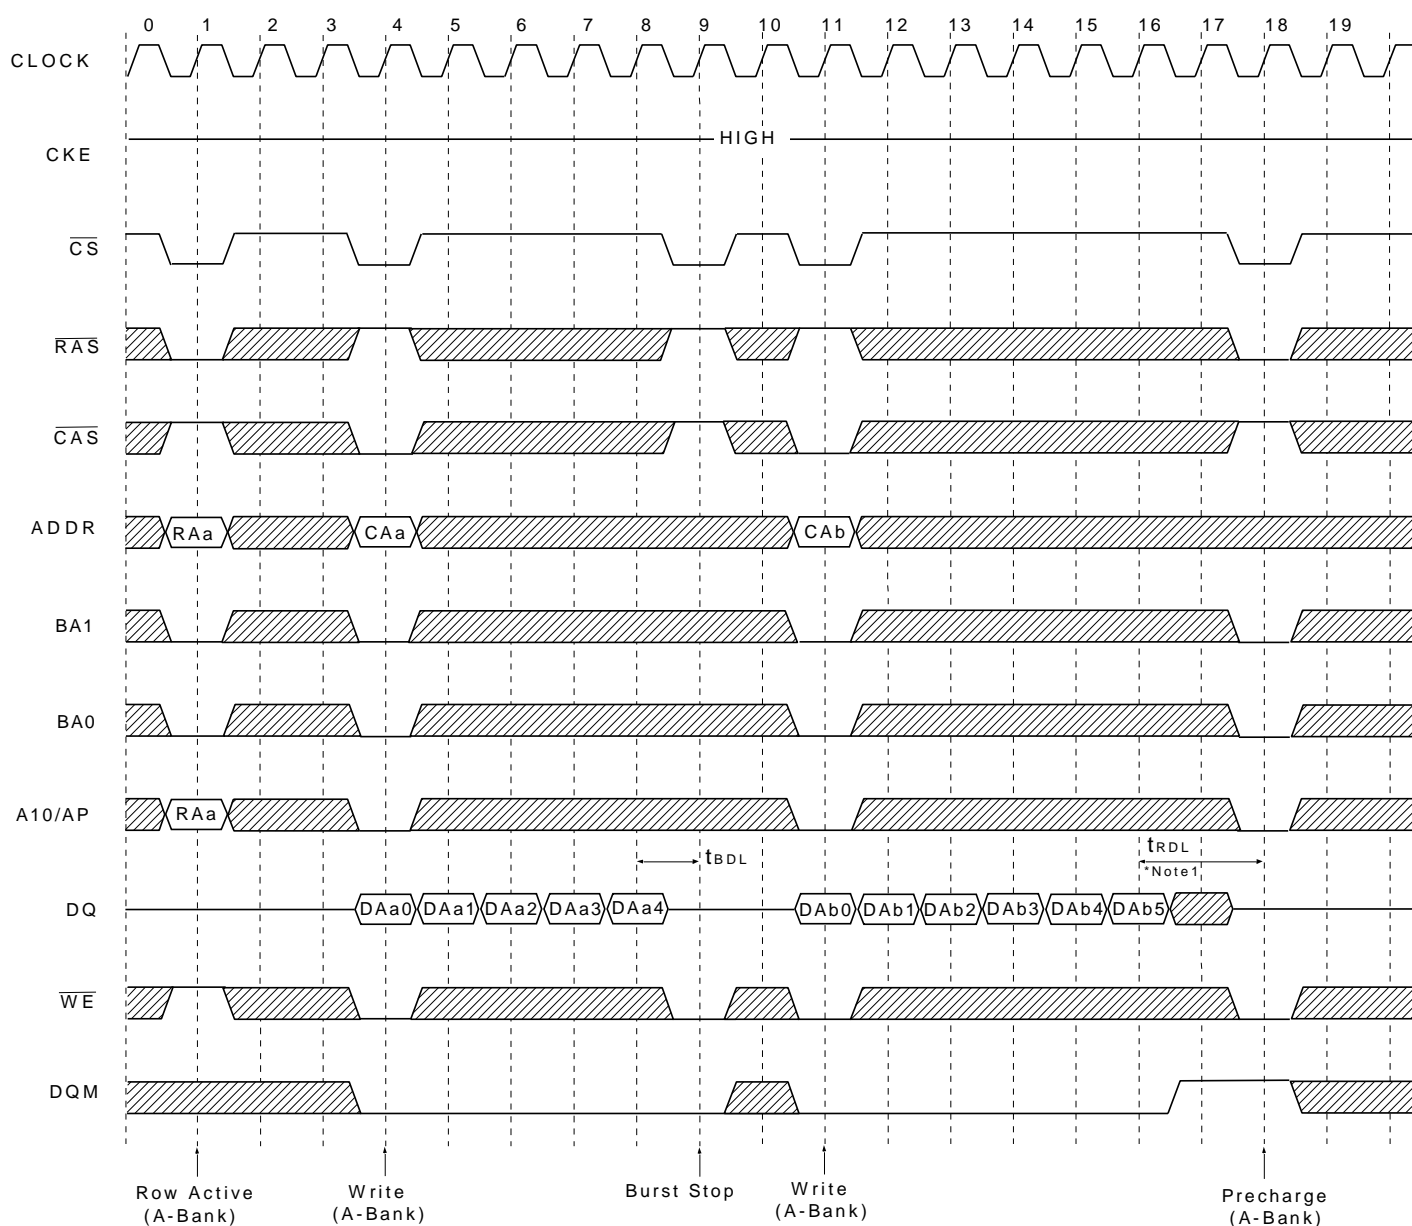 0 1 2 3 4 5 6 7 8 9 10 11 12 13 14 15 16 17 18 19
CLOCK
HIGH
CKE
CS
RAS
CAS
ADDR RAa CAa CAb
BA1
BA0
A10/AP RAa
tBDL tRDL
*Note1
DQ DAa0 DAa1 DAa2 DAa3 DAa4 DAb0 DAb1 DAb2 DAb3 DAb4 DAb5
WE
DQM
Row Active (A-Bank)
Write (A-Bank)
Burst Stop
Write (A-Bank)
Precharge (A-Bank)